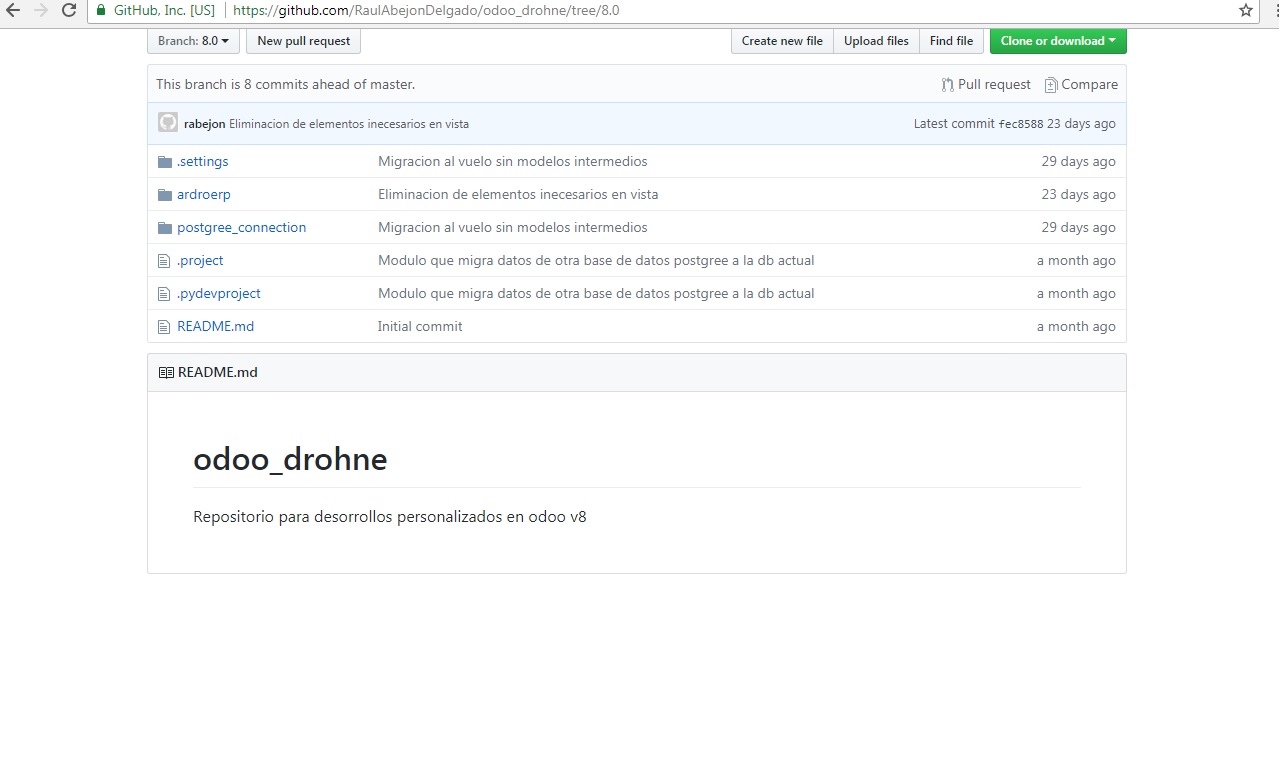 GitHub, Inc. [US] https://github.com/RaulAbejonDelgado/odoo_drohne/tree/8.0
Branch: 8.0 New pull request Create new file Upload files Find file Clone or download
This branch is 8 commits ahead of master. Pull request Compare
rabejon Eliminacion de elementos inecesarios en vista Latest commit fec8588 23 days ago
.settings Migracion al vuelo sin modelos intermedios 29 days ago
ardroerp Eliminacion de elementos inecesarios en vista 23 days ago
postgree_connection Migracion al vuelo sin modelos intermedios 29 days ago
.project Modulo que migra datos de otra base de datos postgree a la db actual a month ago
.pydevproject Modulo que migra datos de otra base de datos postgree a la db actual a month ago
README.md Initial commit a month ago
README.md
odoo_drohne
Repositorio para desorrollos personalizados en odoo v8